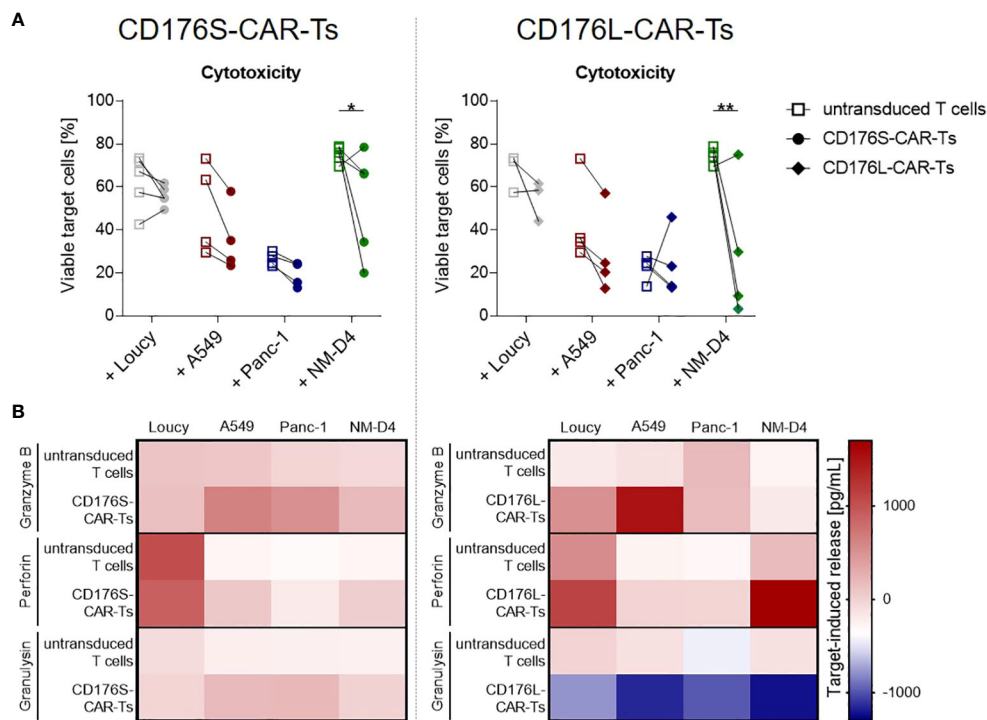 A
CD176S-CAR-Ts
CD176L-CAR-Ts
Cytotoxicity
Viable target cells [%]
100
80
60
40
20
0
+ Loucy
+ A549
+ Panc-1
+ NM-D4
*
Cytotoxicity
Viable target cells [%]
100
80
60
40
20
0
+ Loucy
+ A549
+ Panc-1
+ NM-D4
**
untransduced T cells
CD176S-CAR-Ts
CD176L-CAR-Ts
B
Loucy A549 Panc-1 NM-D4
Granzyme B
untransduced
T cells
CD176S-
CAR-Ts
Perforin
untransduced
T cells
CD176S-
CAR-Ts
Granulysin
untransduced
T cells
CD176S-
CAR-Ts
Loucy A549 Panc-1 NM-D4
Granzyme B
untransduced
T cells
CD176L-
CAR-Ts
Perforin
untransduced
T cells
CD176L-
CAR-Ts
Granulysin
untransduced
T cells
CD176L-
CAR-Ts
1000
0
-1000
Target-induced release [pg/mL]